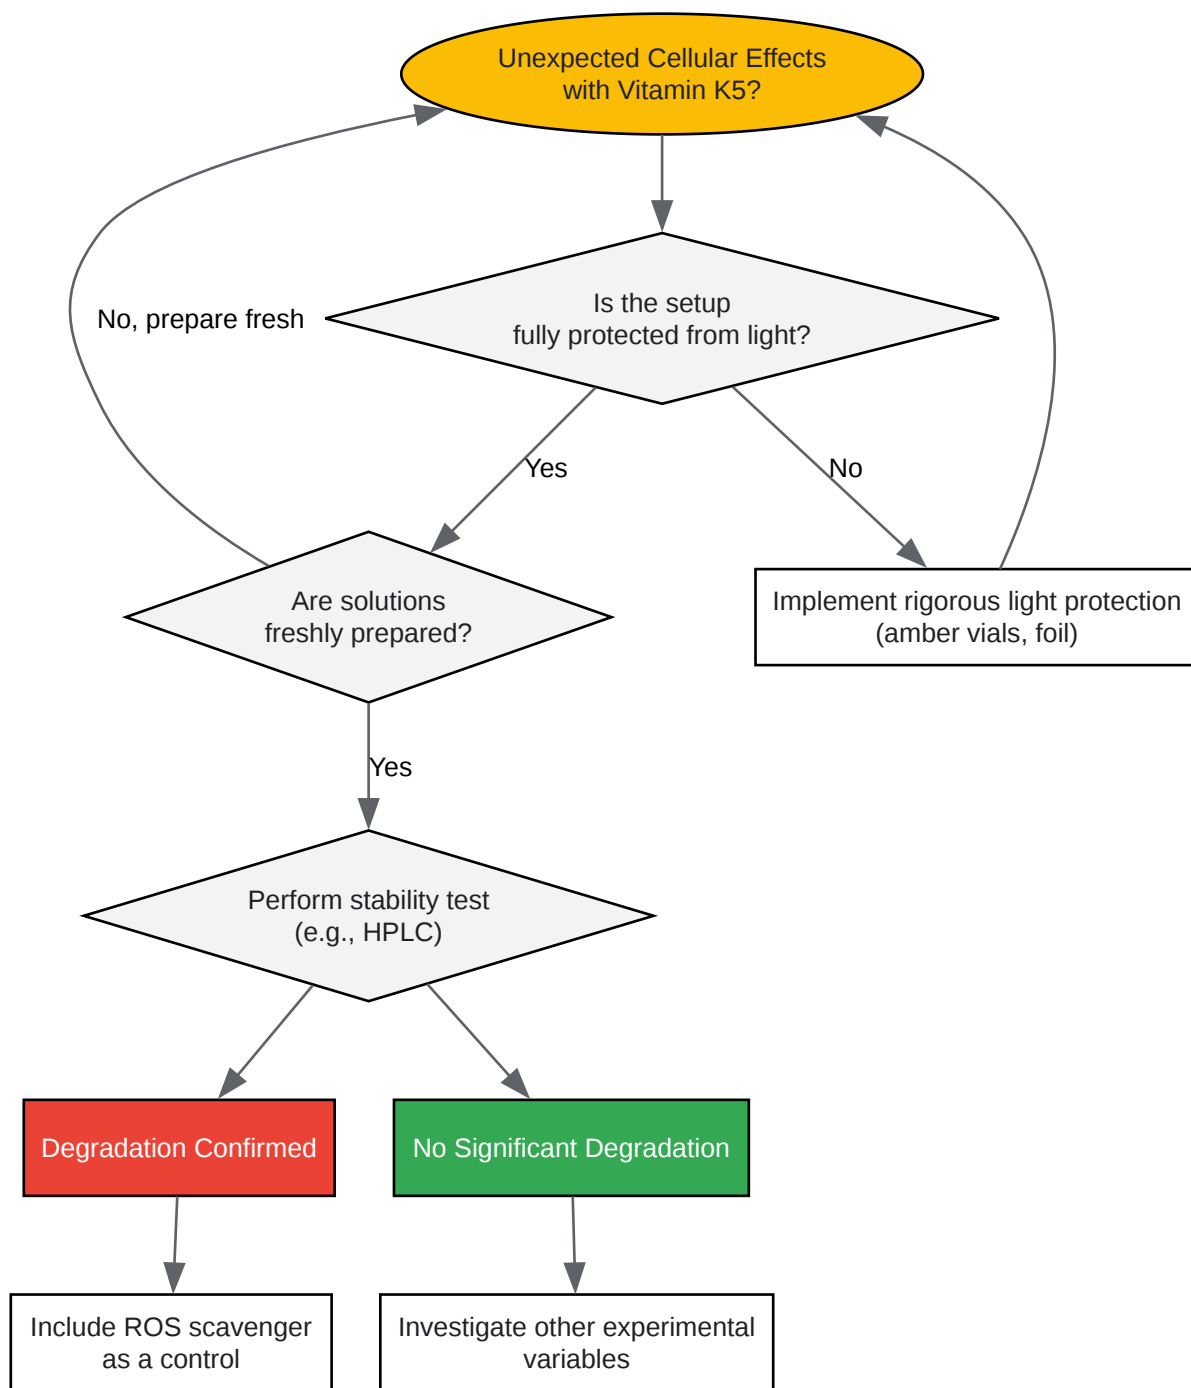 Unexpected Cellular Effects
with Vitamin K5?
Is the setup
fully protected from light?
No, prepare fresh
Yes
No
Are solutions
freshly prepared?
Implement rigorous light protection
(amber vials, foil)
Yes
Perform stability test
(e.g., HPLC)
Degradation Confirmed
No Significant Degradation
Include ROS scavenger
as a control
Investigate other experimental
variables